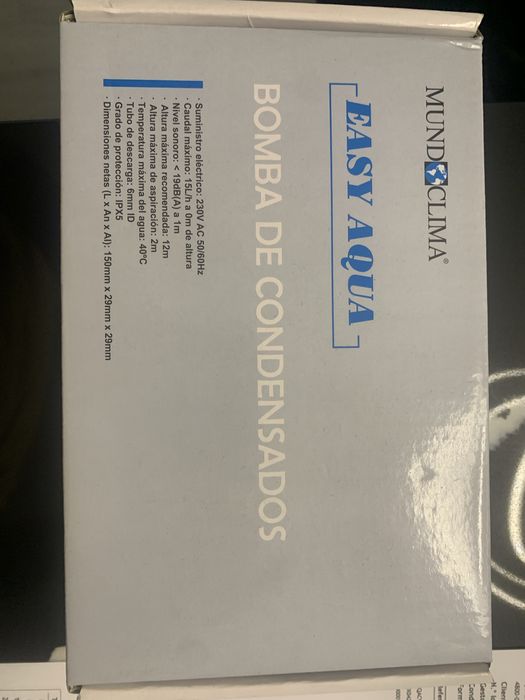 MUNDOCLIMA®
EASY AQUA
BOMBA DE CONDENSADOS
· Suministro eléctrico: 230V AC 50/60Hz
· Caudal máximo: 15L/h a 0m de altura
· Nivel sonoro: < 19dB(A) a 1m
· Altura máxima recomendada: 12m
· Altura máxima de aspiración: 2m
· Temperatura máxima del agua: 40ºC
· Tubo de descarga: 6mm ID
· Grado de protección: IPX5
· Dimensiones netas (L x An x Al): 150mm x 29mm x 29mm